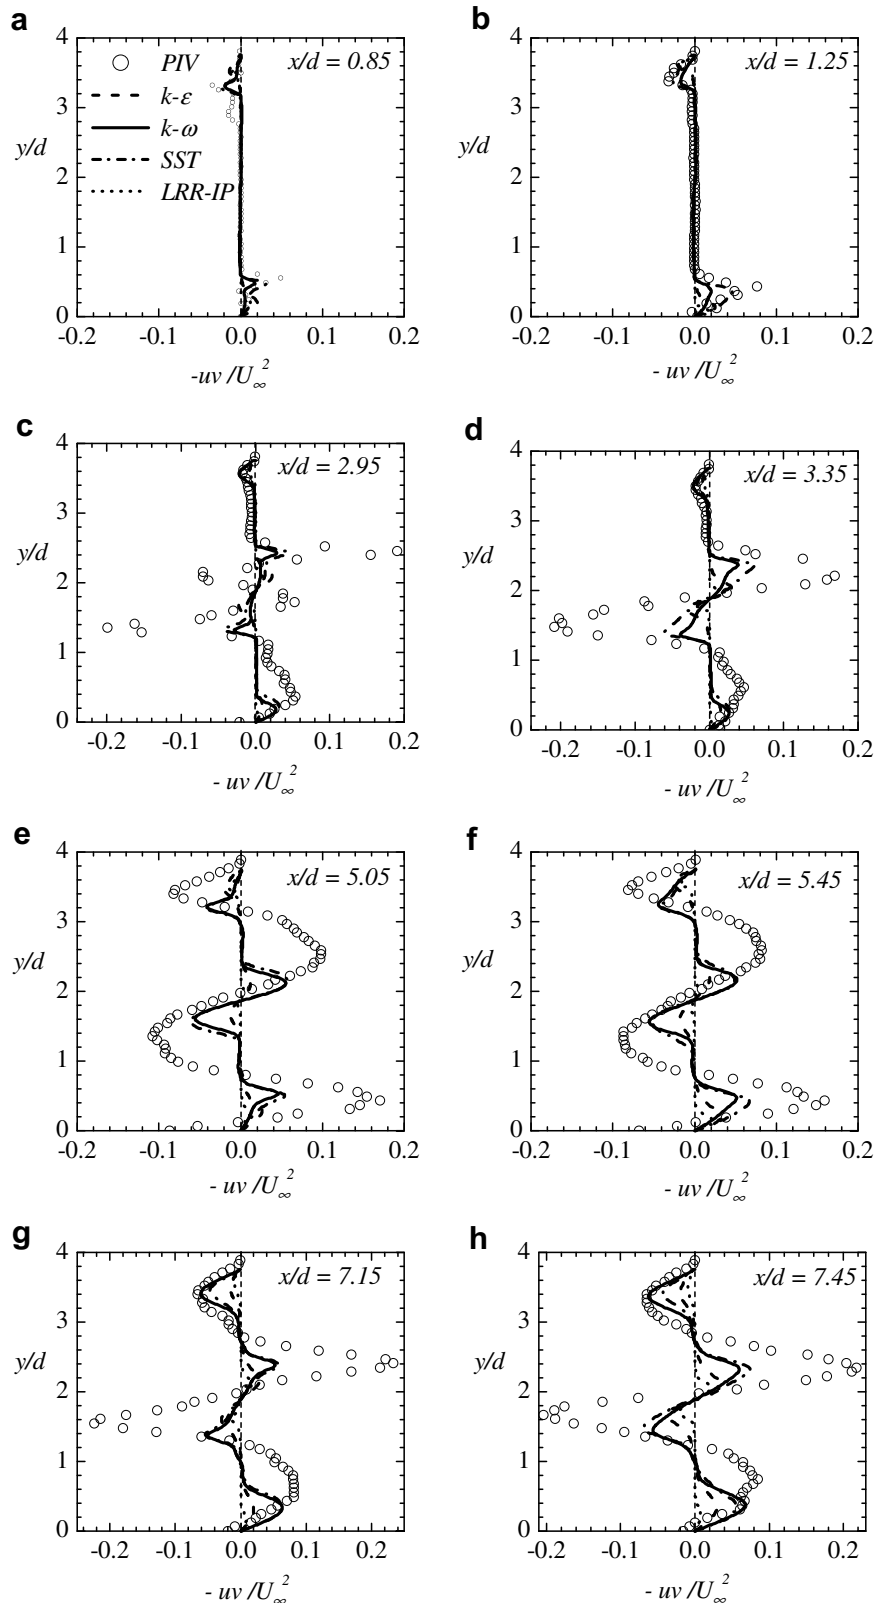 a
4
3
2
1
0
y/d
x/d = 0.85
PIV
k-ε
k-ω
SST
LRR-IP
-0.2 -0.1 0.0 0.1 0.2
-uv /U∞²
b
4
3
2
1
0
y/d
x/d = 1.25
-0.2 -0.1 0.0 0.1 0.2
- uv /U∞²
c
4
3
2
1
0
y/d
x/d = 2.95
-0.2 -0.1 0.0 0.1 0.2
- uv /U∞²
d
4
3
2
1
0
y/d
x/d = 3.35
-0.2 -0.1 0.0 0.1 0.2
- uv /U∞²
e
4
3
2
1
0
y/d
x/d = 5.05
-0.2 -0.1 0.0 0.1 0.2
- uv /U∞²
f
4
3
2
1
0
y/d
x/d = 5.45
-0.2 -0.1 0.0 0.1 0.2
- uv /U∞²
g
4
3
2
1
0
y/d
x/d = 7.15
-0.2 -0.1 0.0 0.1 0.2
- uv /U∞²
h
4
3
2
1
0
y/d
x/d = 7.45
-0.2 -0.1 0.0 0.1 0.2
- uv /U∞²